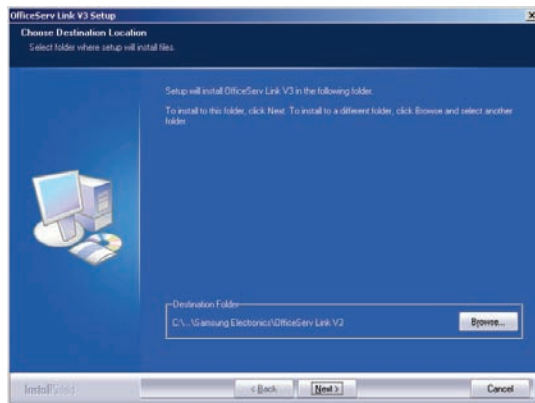 OfficeServ Link V3 Setup
Choose Destination Location
Select folder where setup will install files.
Setup will install OfficeServ Link V3 in the following folder.
To install to this folder, click Next. To install to a different folder, click Browse and select another
folder.
Destination Folder
C:\...\Samsung Electronics\OfficeServ Link V3
Browse...
InstallShield
< Back
Next >
Cancel